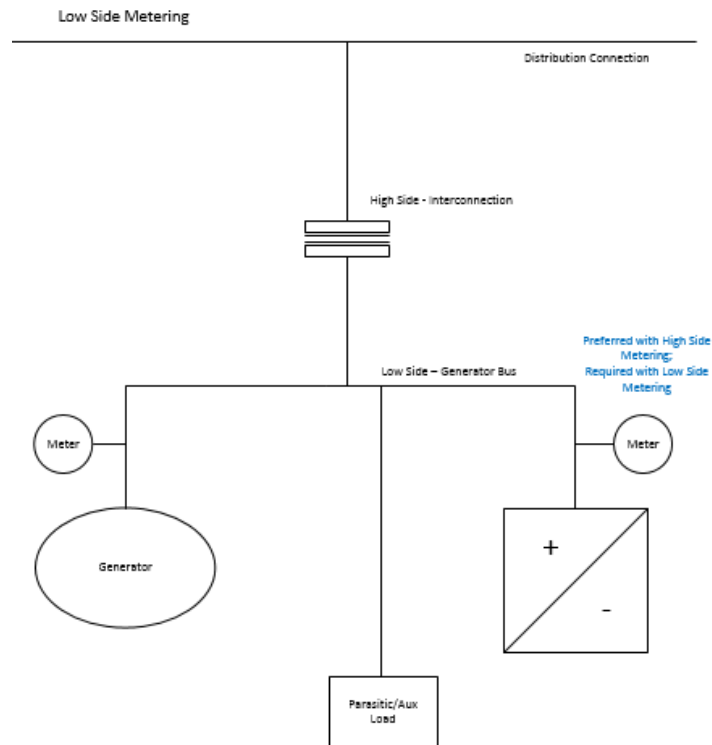 Low Side Metering
Distribution Connection
High Side - Interconnection
Preferred with High Side
Metering;
Required with Low Side
Metering
Low Side – Generator Bus
Meter
Meter
Generator
+
-
Parasitic/Aux
Load